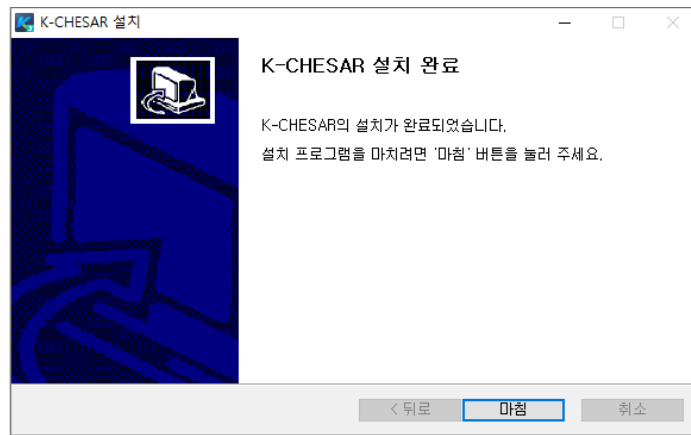 K-CHESAR 설치
K-CHESAR 설치 완료
K-CHESAR의 설치가 완료되었습니다.
설치 프로그램을 마치려면 '마침' 버튼을 눌러 주세요.
< 뒤로
마침
취소